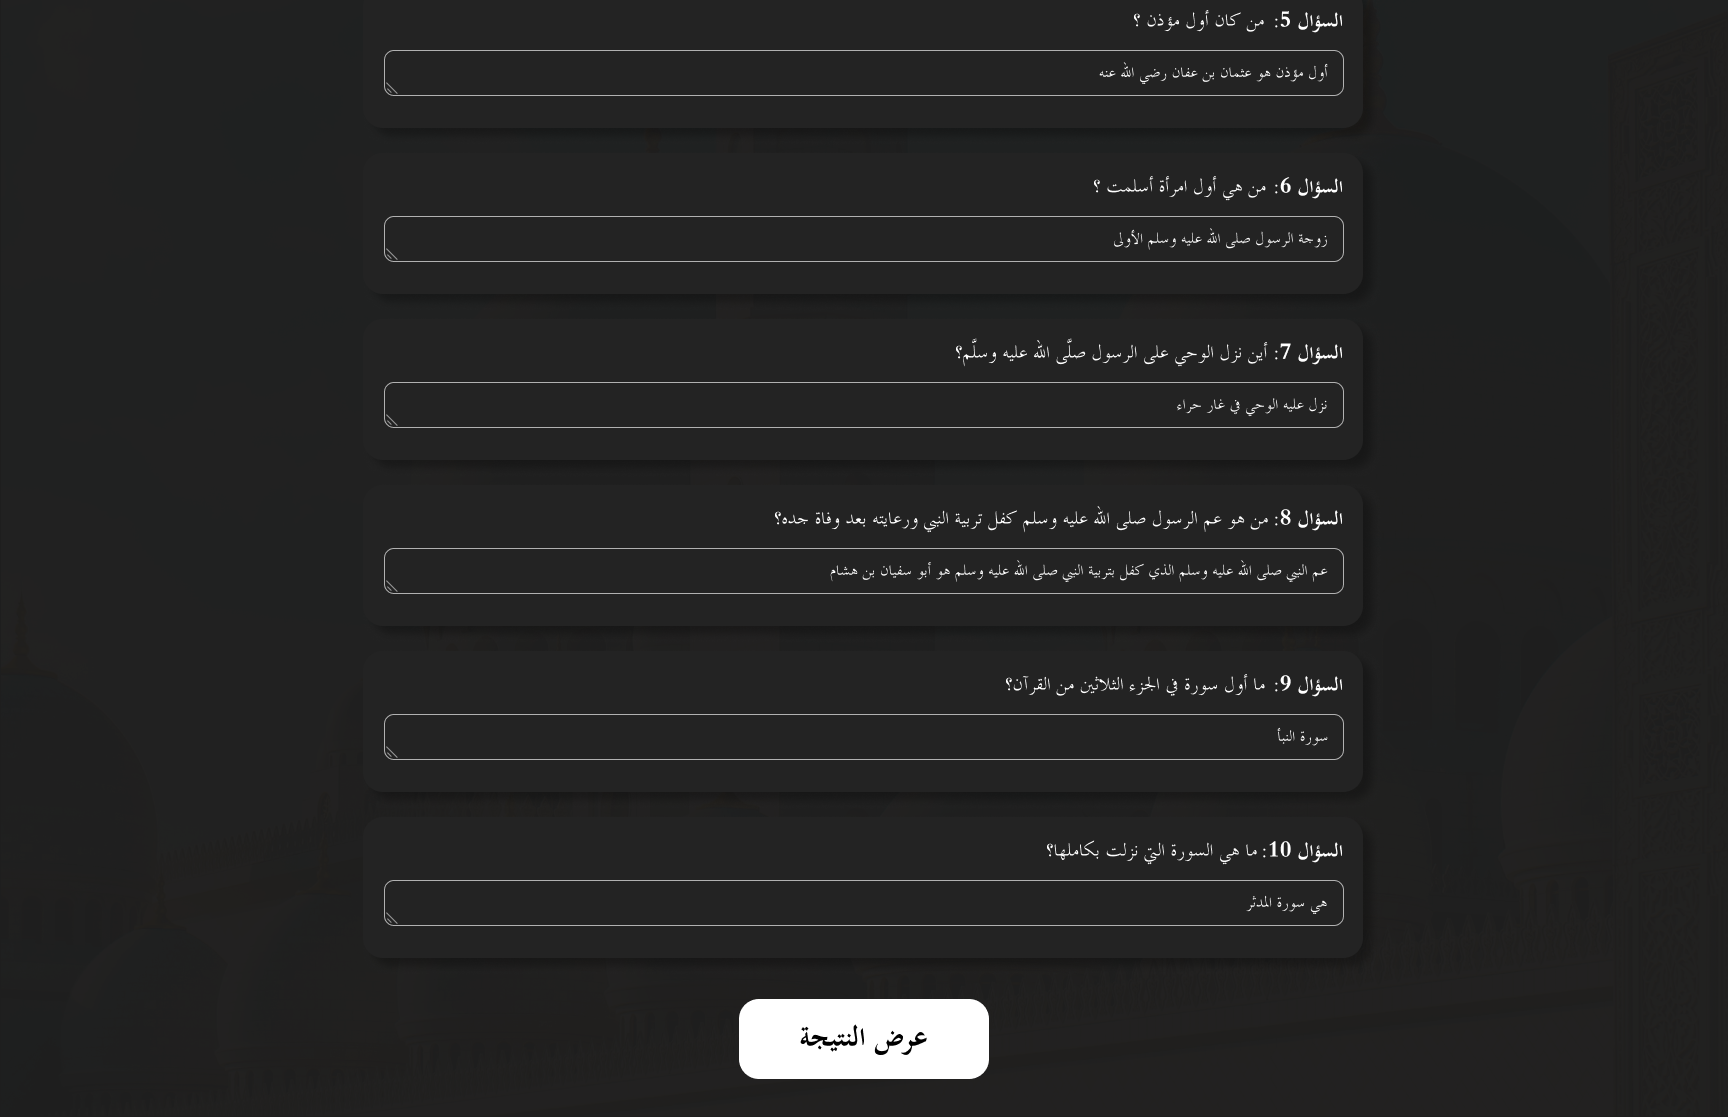 السؤال 5: من كان أول مؤذن ؟
أول مؤذن هو عثمان بن عفان رضي الله عنه
السؤال 6: من هي أول امرأة أسلمت ؟
زوجة الرسول صلى الله عليه وسلم الأولى
السؤال 7: أين نزل الوحي على الرسول صلَّى الله عليه وسلَّم؟
نزل عليه الوحي في غار حراء
السؤال 8: من هو عم الرسول صلى الله عليه وسلم كفل تربية النبي ورعايته بعد وفاة جده؟
عم النبي صلى الله عليه وسلم الذي كفل بتربية النبي صلى الله عليه وسلم هو أبو سفيان بن هشام
السؤال 9: ما أول سورة في الجزء الثلاثين من القرآن؟
سورة النبأ
السؤال 10: ما هي السورة التي نزلت بكاملها؟
هي سورة المدثر
عرض النتيجة